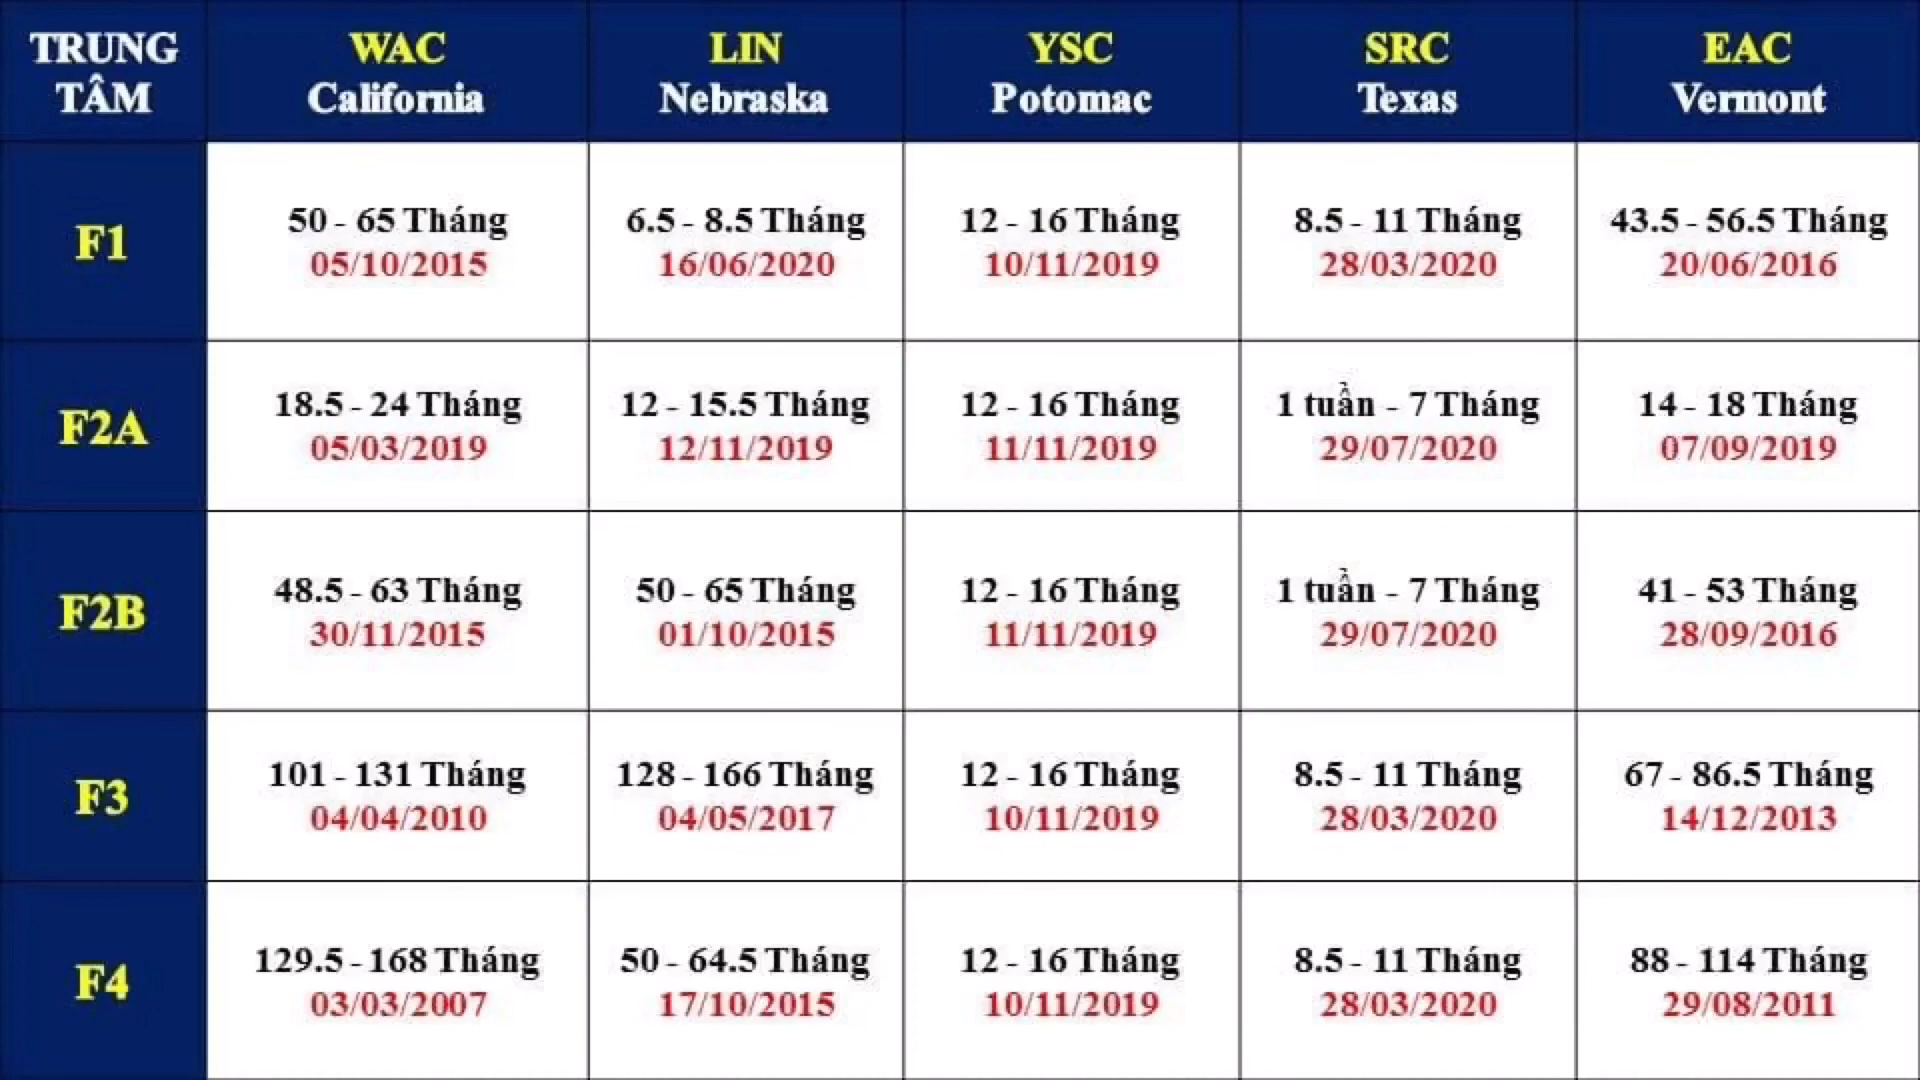 TRUNG
TÂM
WAC
California
LIN
Nebraska
YSC
Potomac
SRC
Texas
EAC
Vermont
F1
50 - 65 Tháng
05/10/2015
6.5 - 8.5 Tháng
16/06/2020
12 - 16 Tháng
10/11/2019
8.5 - 11 Tháng
28/03/2020
43.5 - 56.5 Tháng
20/06/2016
F2A
18.5 - 24 Tháng
05/03/2019
12 - 15.5 Tháng
12/11/2019
12 - 16 Tháng
11/11/2019
1 tuần - 7 Tháng
29/07/2020
14 - 18 Tháng
07/09/2019
F2B
48.5 - 63 Tháng
30/11/2015
50 - 65 Tháng
01/10/2015
12 - 16 Tháng
11/11/2019
1 tuần - 7 Tháng
29/07/2020
41 - 53 Tháng
28/09/2016
F3
101 - 131 Tháng
04/04/2010
128 - 166 Tháng
04/05/2017
12 - 16 Tháng
10/11/2019
8.5 - 11 Tháng
28/03/2020
67 - 86.5 Tháng
14/12/2013
F4
129.5 - 168 Tháng
03/03/2007
50 - 64.5 Tháng
17/10/2015
12 - 16 Tháng
10/11/2019
8.5 - 11 Tháng
28/03/2020
88 - 114 Tháng
29/08/2011